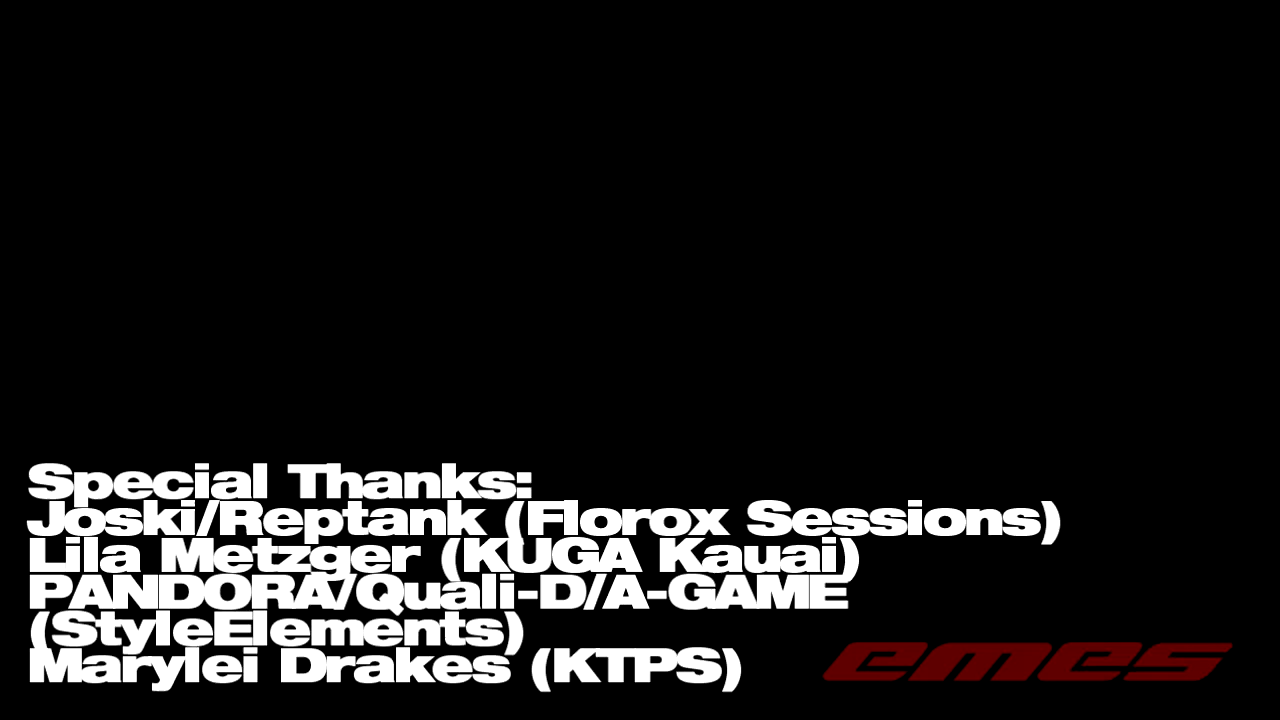 Special Thanks:
Joski/Reptank (Florox Sessions)
Lila Metzger (KUGA Kauai)
PANDORA/Quali-D/A-GAME
(StyleElements)
Marylei Drakes (KTPS)
emes